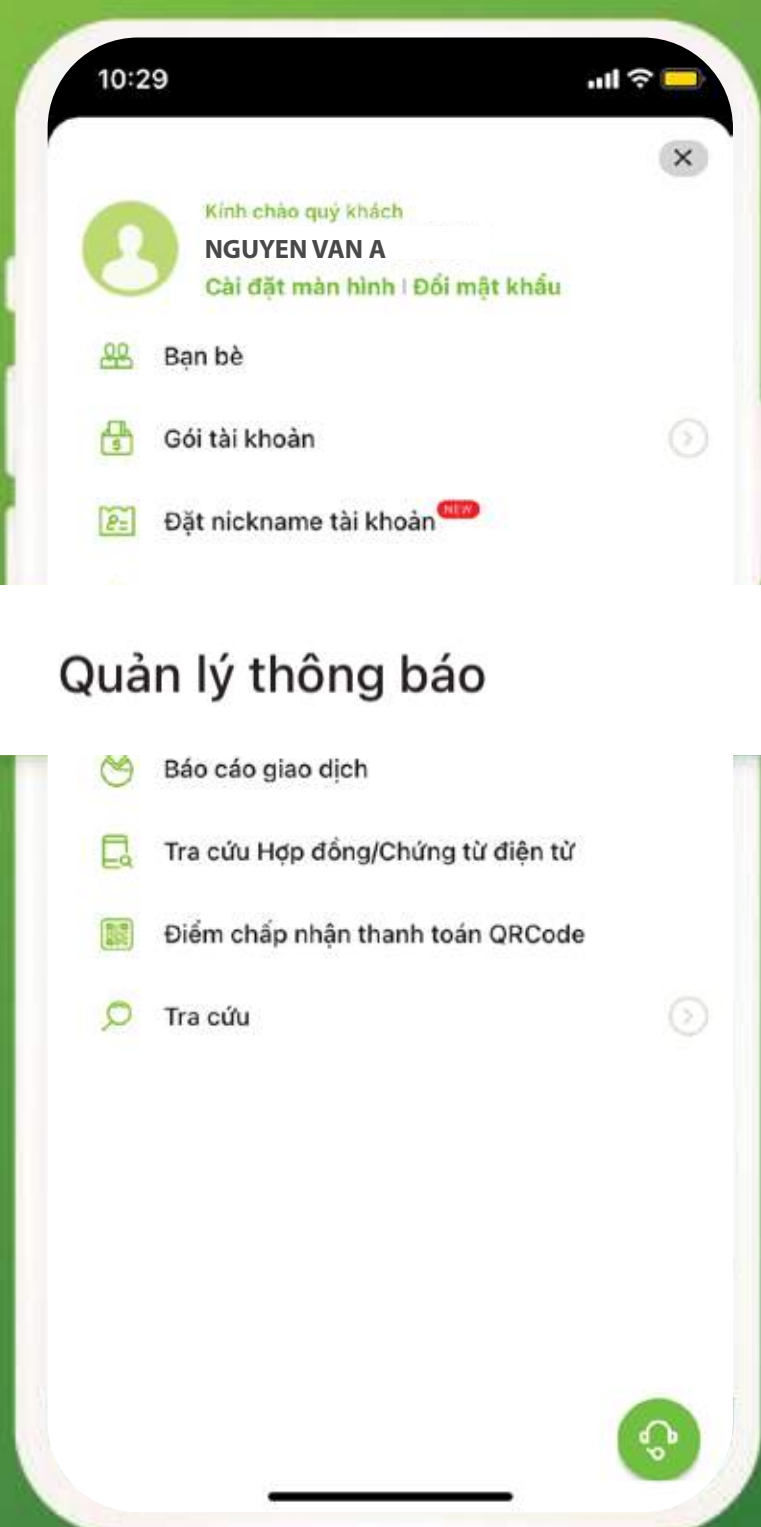 10:29
Kính chào quý khách
NGUYEN VAN A
Cài đặt màn hình | Đổi mật khẩu
Bạn bè
Gói tài khoản
Đặt nickname tài khoản NEW
Quản lý thông báo
Báo cáo giao dịch
Tra cứu Hợp đồng/Chứng từ điện tử
Điểm chấp nhận thanh toán QRCode
Tra cứu